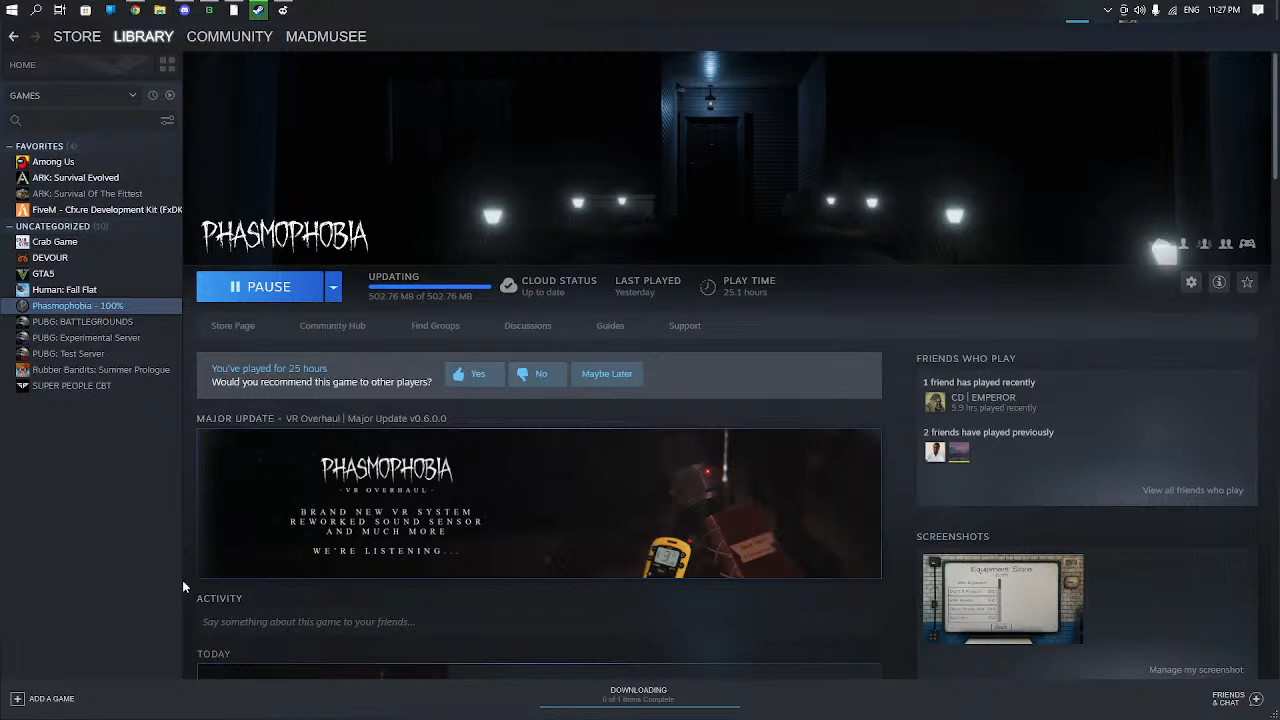 ENG 11:27 PM
STORE LIBRARY COMMUNITY MADMUSEE
HOME
GAMES
FAVORITES (4)
Among Us
ARK: Survival Evolved
ARK: Survival Of The Fittest
FiveM - Cfx.re Development Kit (FxDK
UNCATEGORIZED (10)
Crab Game
DEVOUR
GTA5
Human: Fall Flat
Phasmophobia - 100%
PUBG: BATTLEGROUNDS
PUBG: Experimental Server
PUBG: Test Server
Rubber Bandits: Summer Prologue
SUPER PEOPLE CBT
PHASMOPHOBIA
PAUSE
UPDATING
502.76 MB of 502.76 MB
CLOUD STATUS
Up to date
LAST PLAYED
Yesterday
PLAY TIME
25.1 hours
Store Page Community Hub Find Groups Discussions Guides Support
You've played for 25 hours
Would you recommend this game to other players?
Yes No Maybe Later
MAJOR UPDATE - VR Overhaul | Major Update v0.6.0.0
PHASMOPHOBIA
· VR OVERHAUL ·
BRAND NEW VR SYSTEM
REWORKED SOUND SENSOR
AND MUCH MORE
WE'RE LISTENING...
ACTIVITY
Say something about this game to your friends...
TODAY
FRIENDS WHO PLAY
1 friend has played recently
CD | EMPEROR
5.9 hrs played recently
2 friends have played previously
View all friends who play
SCREENSHOTS
Equipment Store
Back
Manage my screenshot
ADD A GAME
DOWNLOADING
0 of 1 Items Complete
FRIENDS
& CHAT